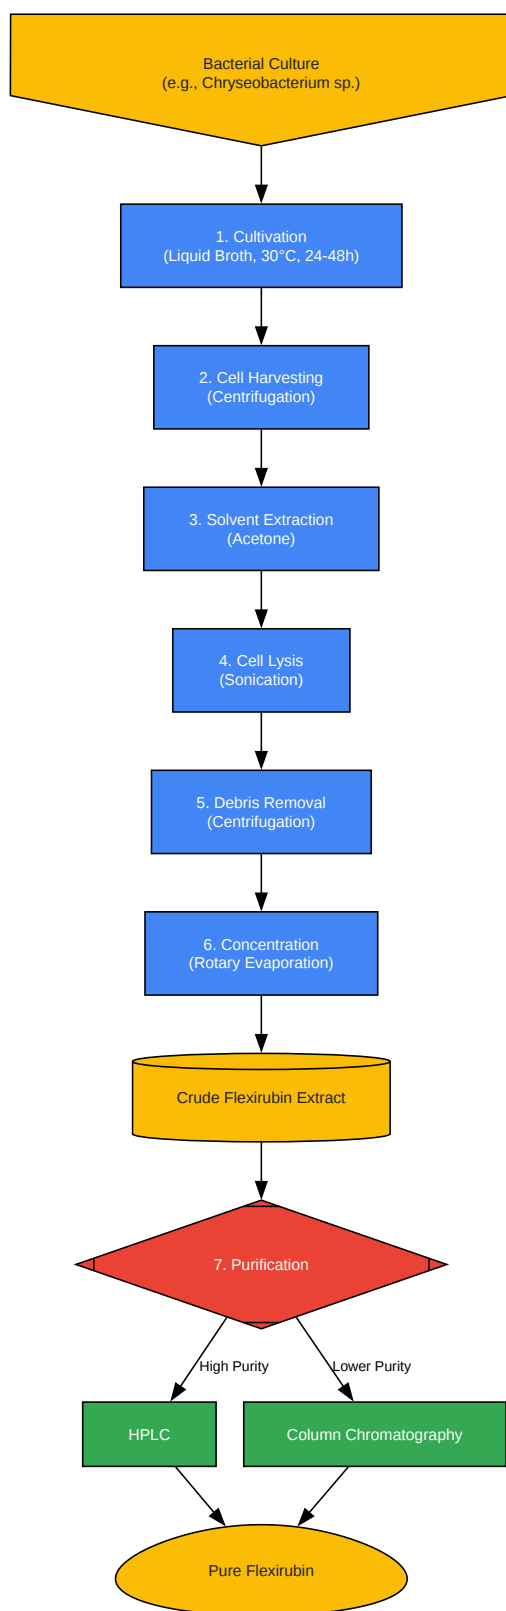 Bacterial Culture
(e.g., Chryseobacterium sp.)
1. Cultivation
(Liquid Broth, 30°C, 24-48h)
2. Cell Harvesting
(Centrifugation)
3. Solvent Extraction
(Acetone)
4. Cell Lysis
(Sonication)
5. Debris Removal
(Centrifugation)
6. Concentration
(Rotary Evaporation)
Crude Flexirubin Extract
7. Purification
High Purity
Lower Purity
HPLC
Column Chromatography
Pure Flexirubin